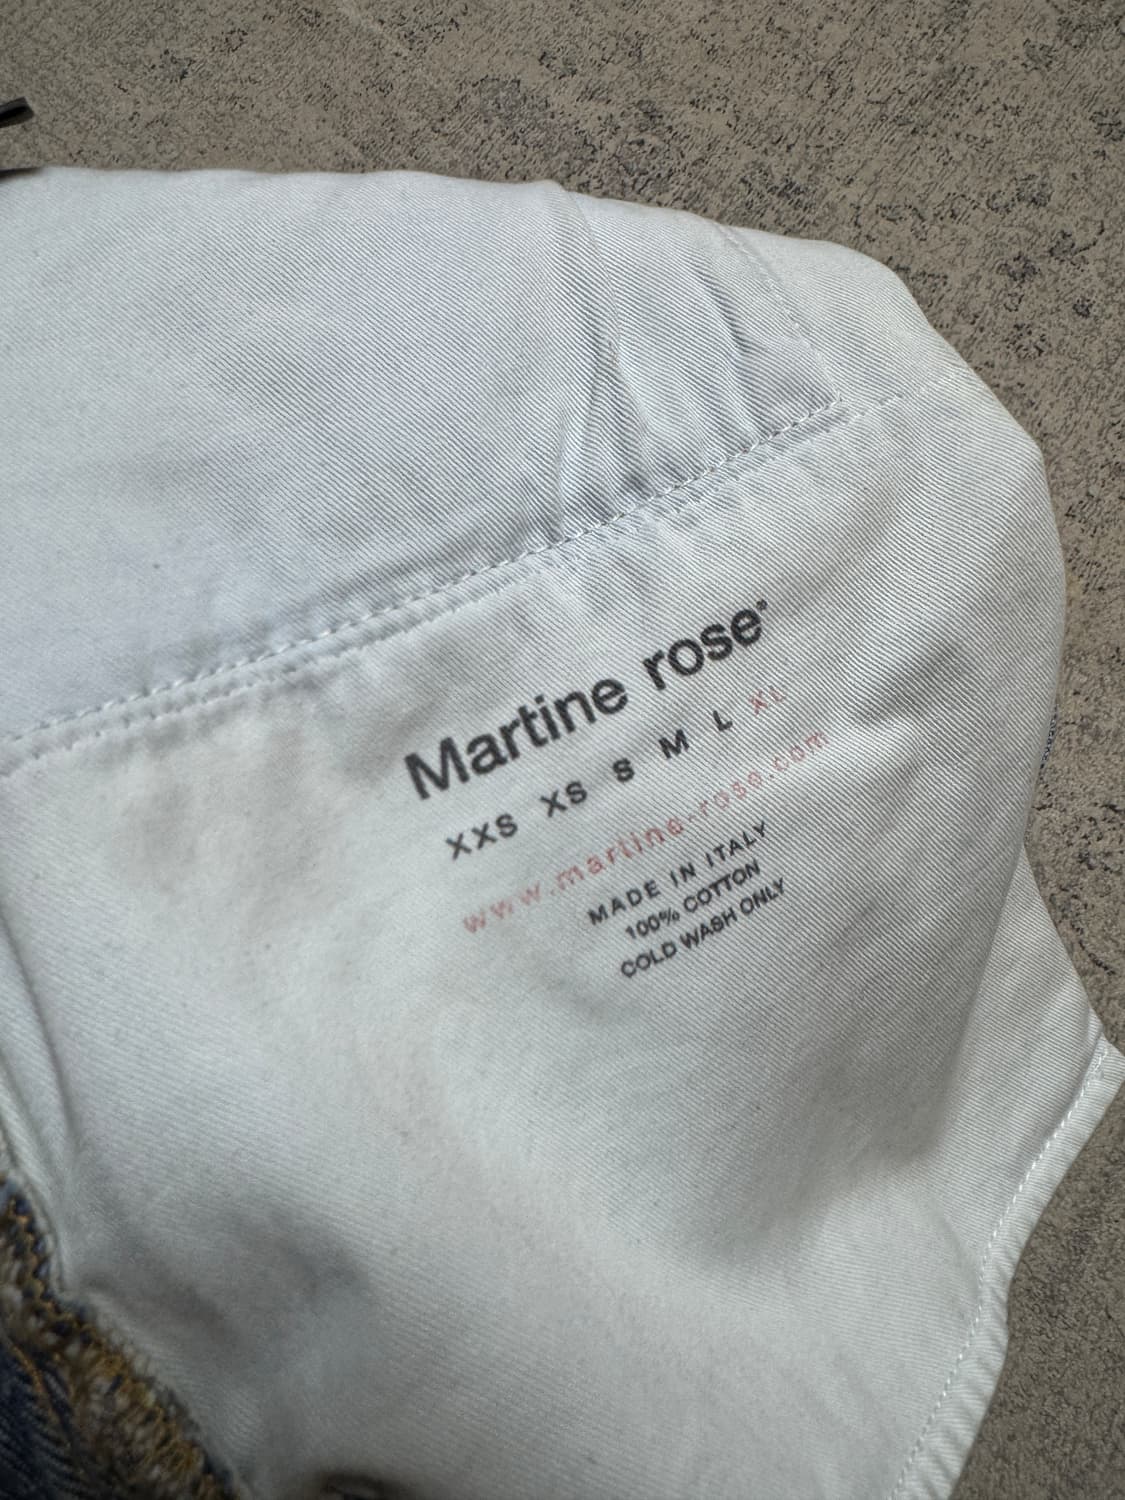 Martine rose®
XXS XS S M L XL
www.martine-rose.com
MADE IN ITALY
100% COTTON
COLD WASH ONLY